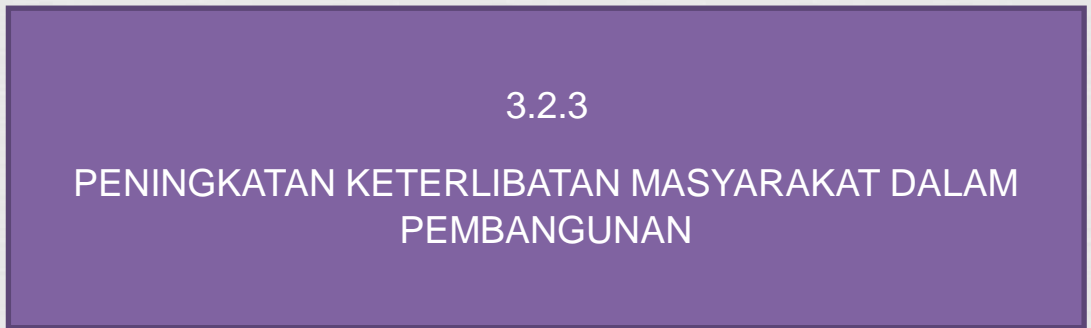 3.2.3
PENINGKATAN KETERLIBATAN MASYARAKAT DALAM
PEMBANGUNAN